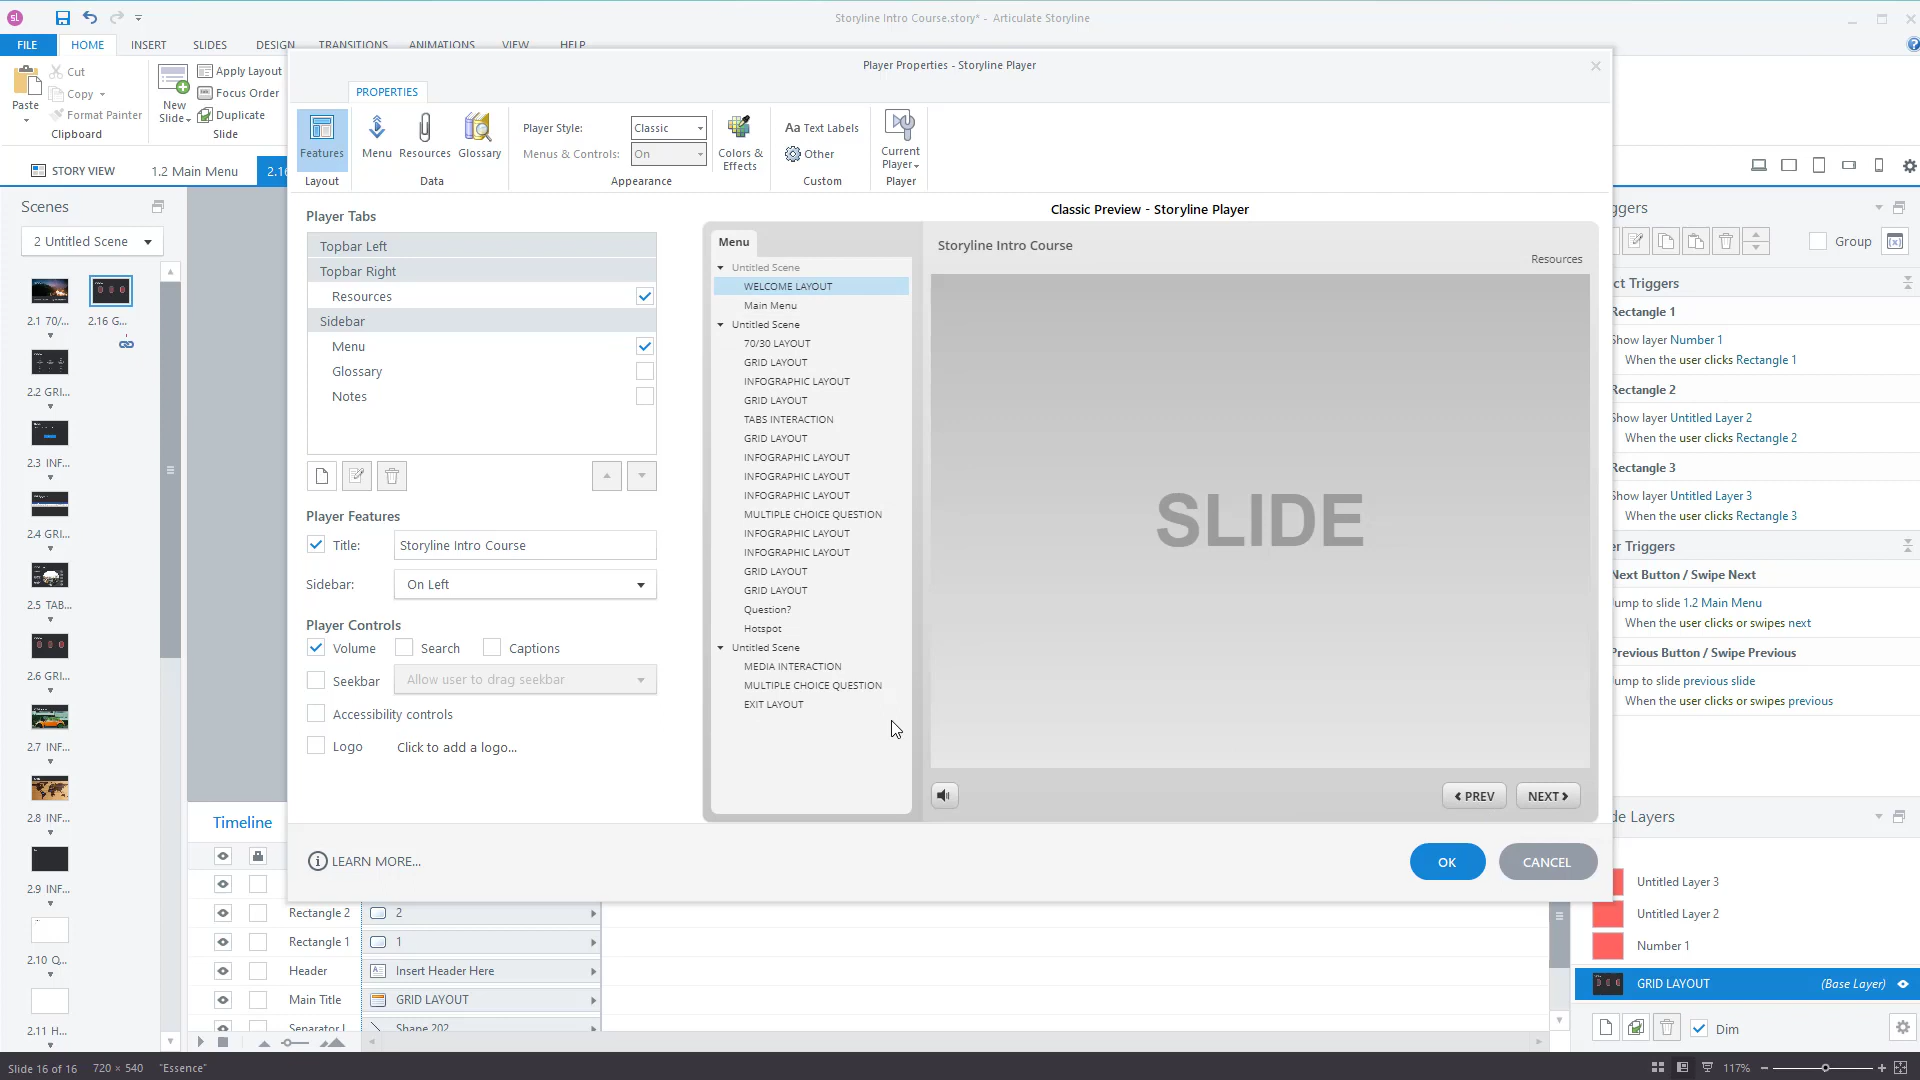 sl
Storyline Intro Course.story* - Articulate Storyline
FILE HOME INSERT SLIDES DESIGN TRANSITIONS ANIMATIONS VIEW HELP
Paste
Cut
Copy
Format Painter
Clipboard
New Slide
Apply Layout
Focus Order
Duplicate
Slide
STORY VIEW 1.2 Main Menu 2.16
Scenes
2 Untitled Scene
2.1 70/... 2.16 G...
2.2 GRI...
2.3 INF...
2.4 GRI...
2.5 TAB...
2.6 GRI...
2.7 INF...
2.8 INF...
2.9 INF...
2.10 Q...
2.11 H...
Player Properties - Storyline Player
PROPERTIES
Features
Layout
Menu Resources Glossary
Data
Player Style: Classic
Menus & Controls: On
Colors & Effects
Appearance
Aa Text Labels
Other
Custom
Current Player
Player
Player Tabs
Topbar Left
Topbar Right
Resources
Sidebar
Menu
Glossary
Notes
Player Features
Title: Storyline Intro Course
Sidebar: On Left
Player Controls
Volume Search Captions
Seekbar Allow user to drag seekbar
Accessibility controls
Logo Click to add a logo...
Classic Preview - Storyline Player
Menu
Untitled Scene
WELCOME LAYOUT
Main Menu
Untitled Scene
70/30 LAYOUT
GRID LAYOUT
INFOGRAPHIC LAYOUT
GRID LAYOUT
TABS INTERACTION
GRID LAYOUT
INFOGRAPHIC LAYOUT
INFOGRAPHIC LAYOUT
INFOGRAPHIC LAYOUT
MULTIPLE CHOICE QUESTION
INFOGRAPHIC LAYOUT
INFOGRAPHIC LAYOUT
GRID LAYOUT
GRID LAYOUT
Question?
Hotspot
Untitled Scene
MEDIA INTERACTION
MULTIPLE CHOICE QUESTION
EXIT LAYOUT
Storyline Intro Course
Resources
SLIDE
PREV NEXT
LEARN MORE...
OK CANCEL
ggers
Group
ct Triggers
Rectangle 1
Show layer Number 1
When the user clicks Rectangle 1
Rectangle 2
Show layer Untitled Layer 2
When the user clicks Rectangle 2
Rectangle 3
Show layer Untitled Layer 3
When the user clicks Rectangle 3
er Triggers
Next Button / Swipe Next
ump to slide 1.2 Main Menu
When the user clicks or swipes next
Previous Button / Swipe Previous
ump to slide previous slide
When the user clicks or swipes previous
Timeline
Rectangle 2 2
Rectangle 1 1
Header Insert Header Here
Main Title GRID LAYOUT
Separator L Shape 202
de Layers
Untitled Layer 3
Untitled Layer 2
Number 1
GRID LAYOUT (Base Layer)
Dim
Slide 16 of 16 720 × 540 "Essence"
117%